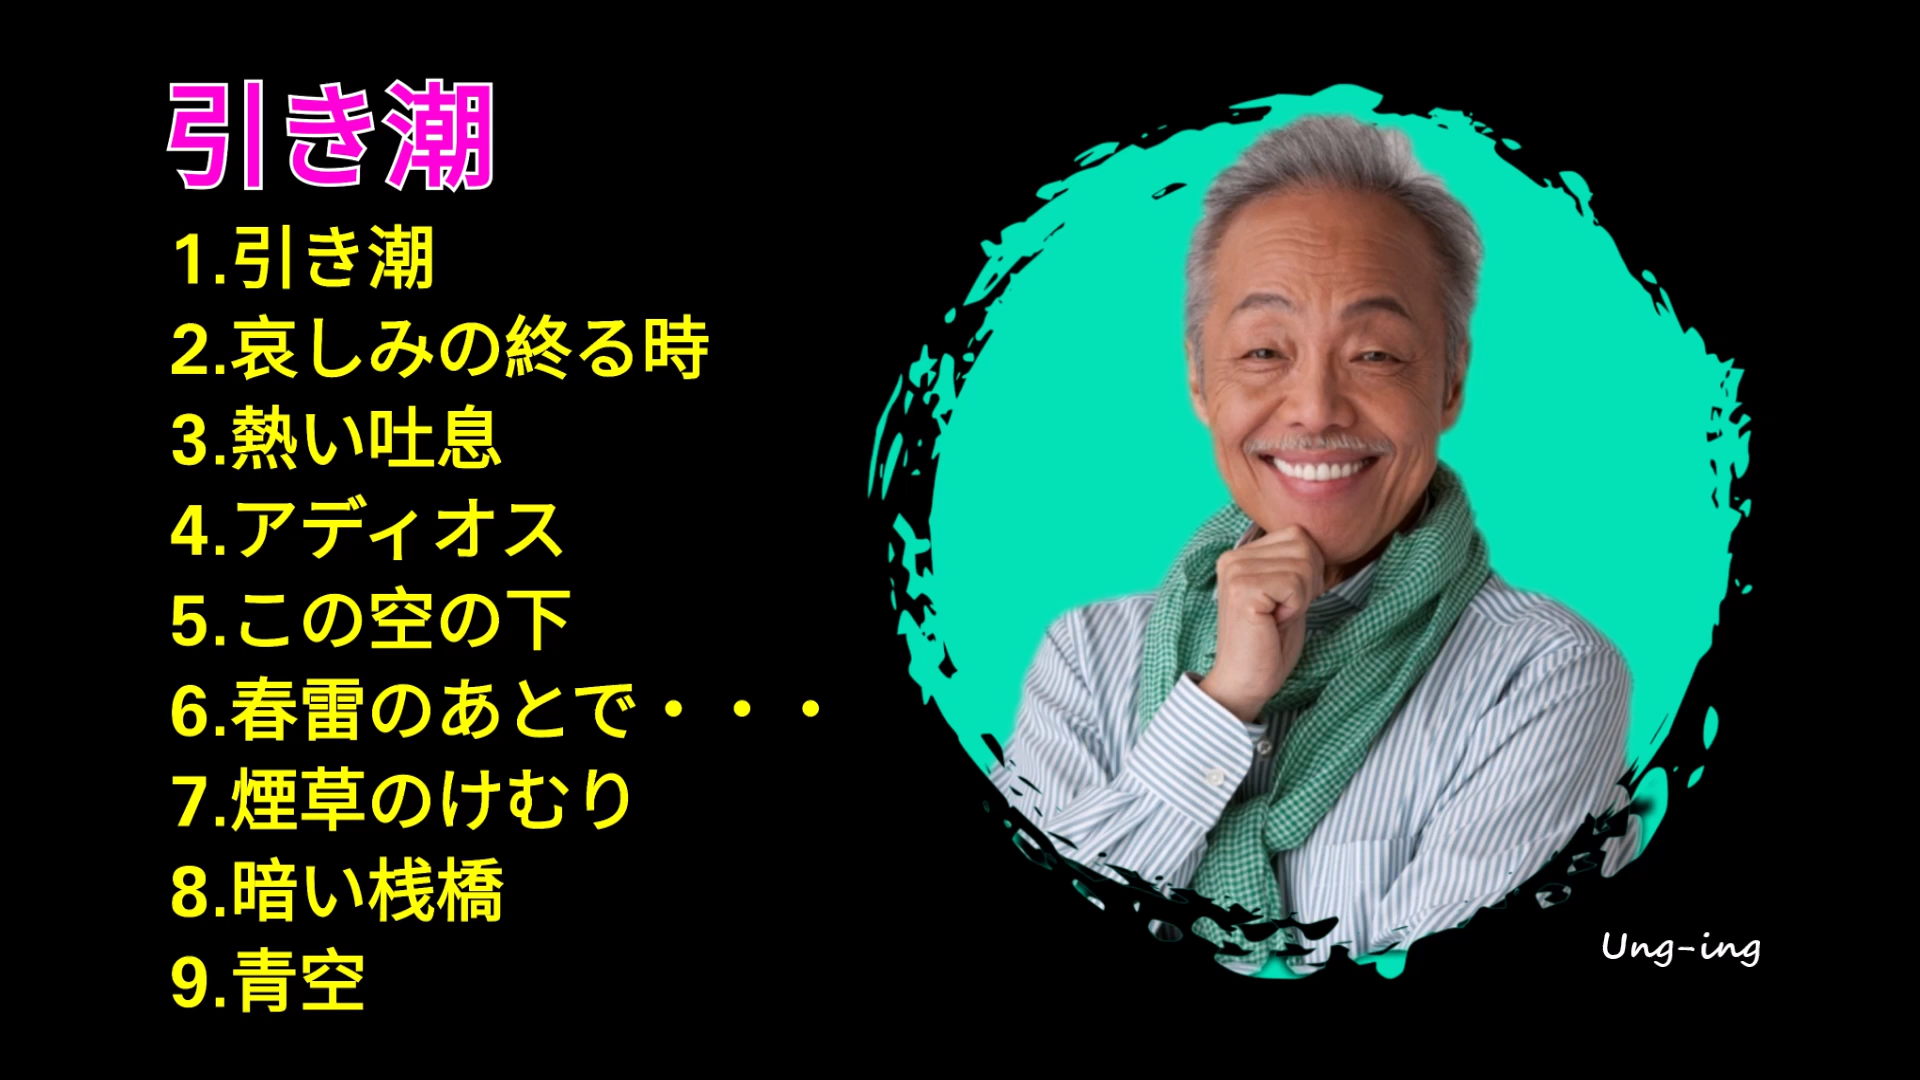 引き潮
1.引き潮
2.哀しみの終る時
3.熱い吐息
4.アディオス
5.この空の下
6.春雷のあとで・・・
7.煙草のけむり
8.暗い桟橋
9.青空
Ung-ing